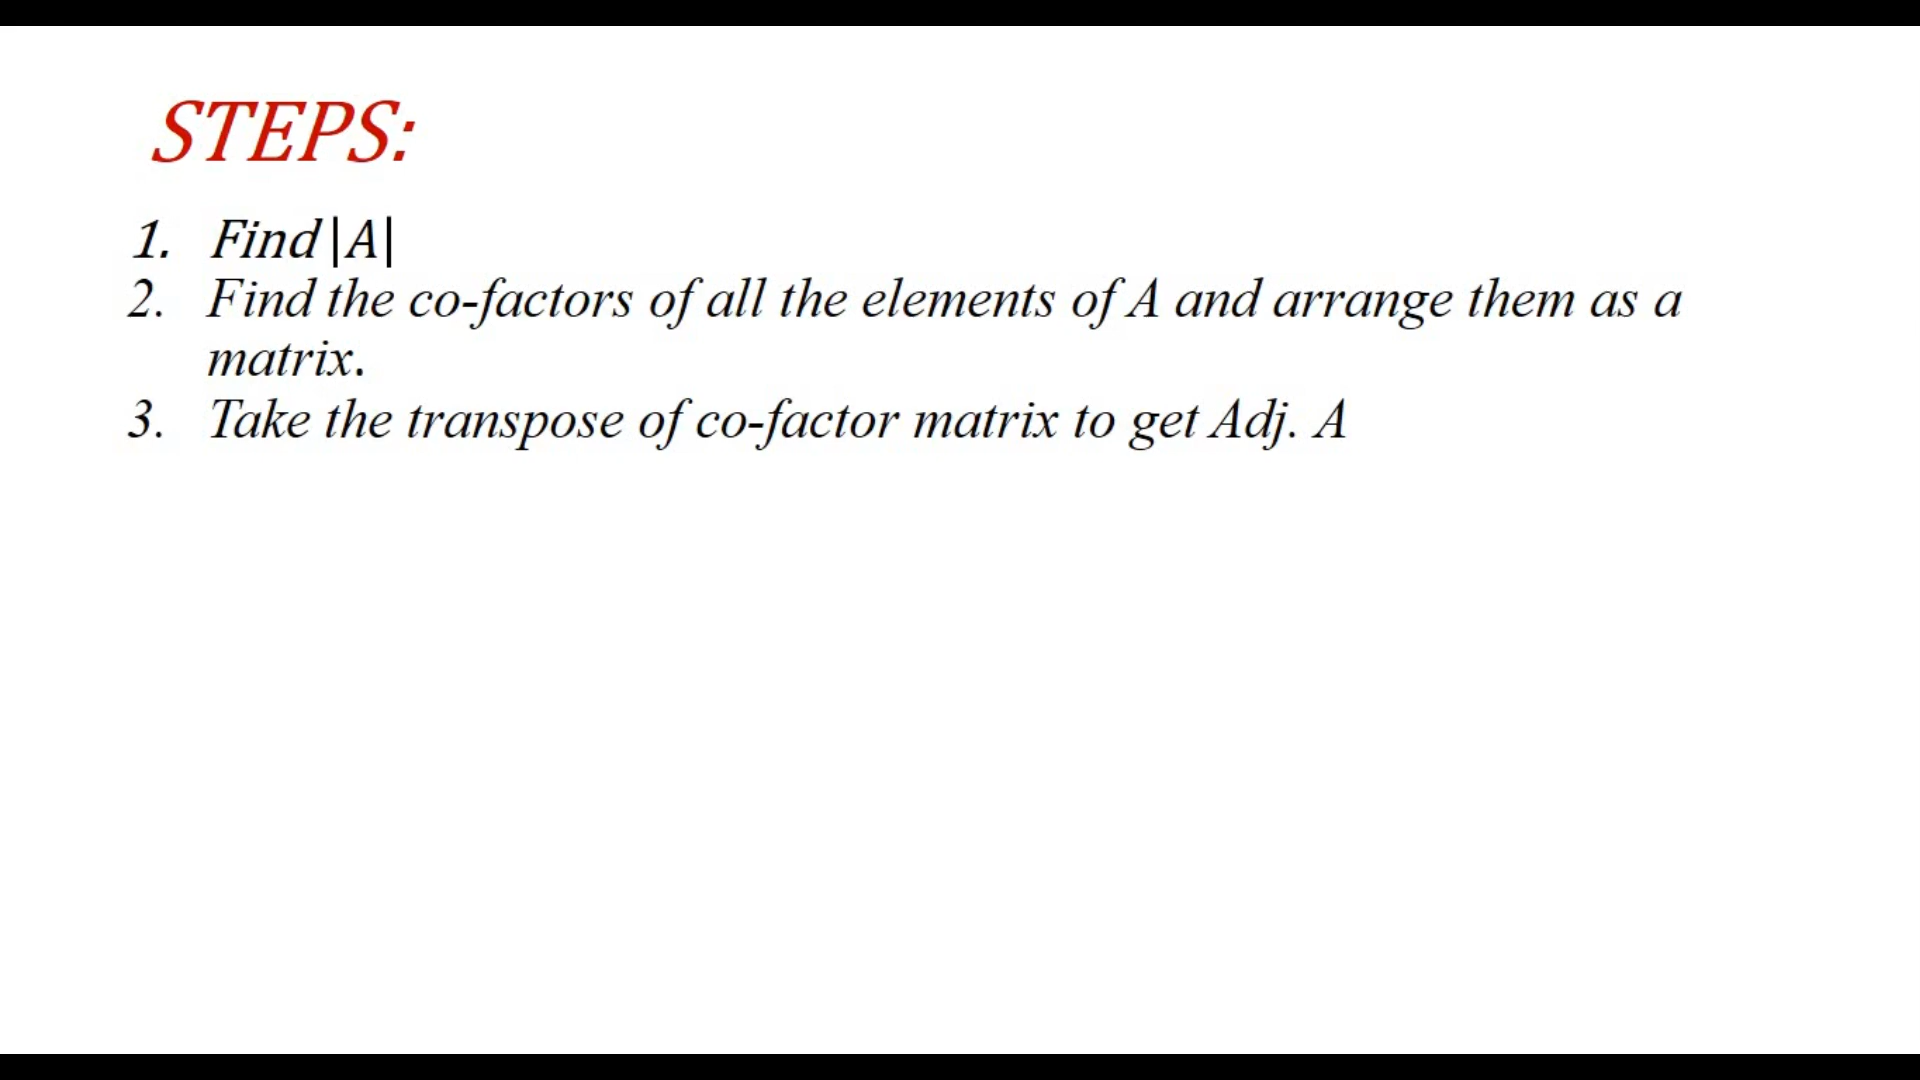 STEPS:
1. Find |A|
2. Find the co-factors of all the elements of A and arrange them as a
matrix.
3. Take the transpose of co-factor matrix to get Adj. A